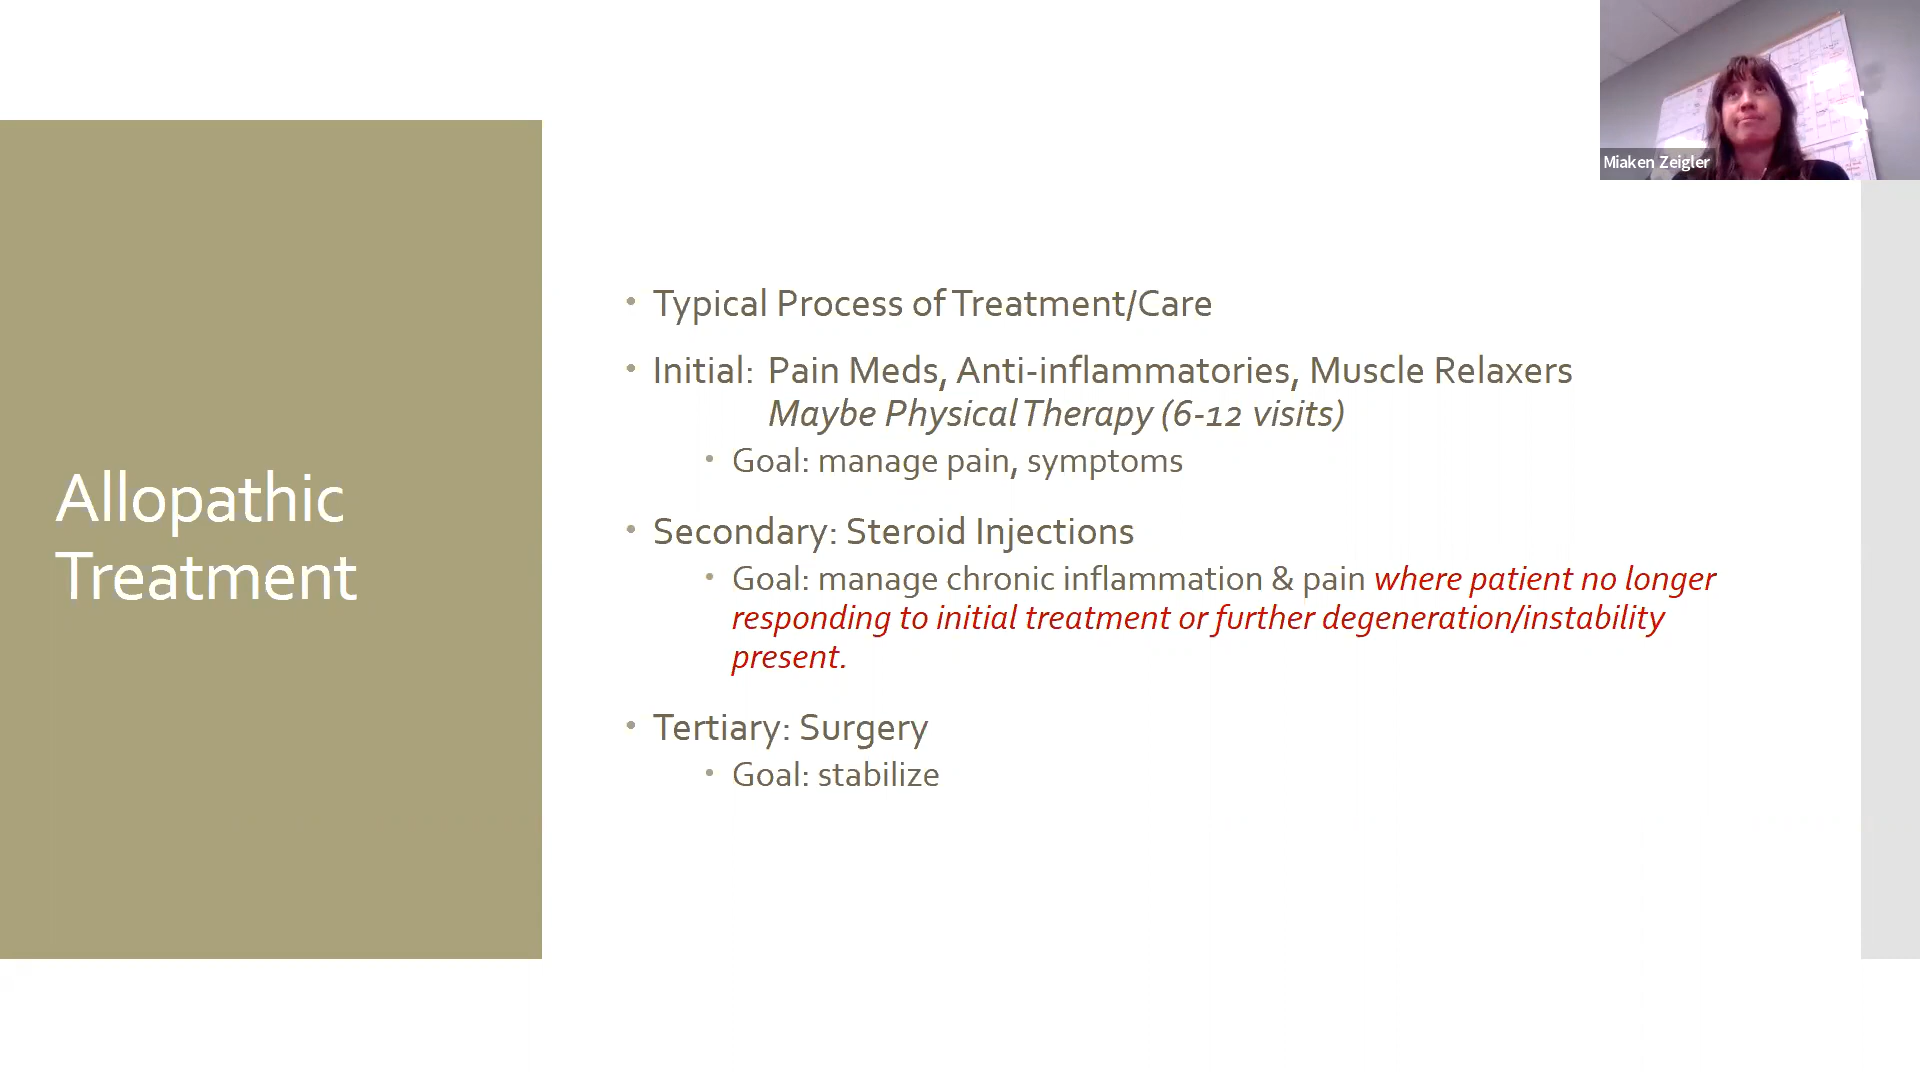 Miaken Zeigler
Allopathic
Treatment
• Typical Process of Treatment/Care
• Initial: Pain Meds, Anti-inflammatories, Muscle Relaxers
Maybe Physical Therapy (6-12 visits)
• Goal: manage pain, symptoms
• Secondary: Steroid Injections
• Goal: manage chronic inflammation & pain where patient no longer
responding to initial treatment or further degeneration/instability
present.
• Tertiary: Surgery
• Goal: stabilize